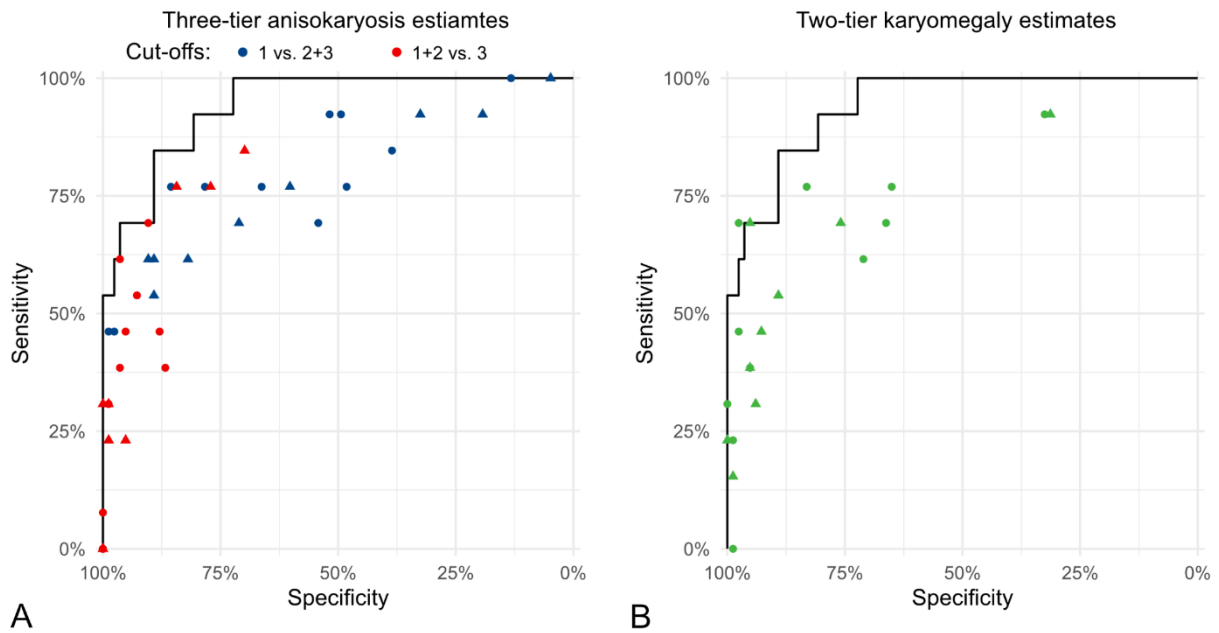 Three-tier anisokaryosis estiamtes
Cut-offs: 1 vs. 2+3 1+2 vs. 3
100%
75%
50%
25%
0%
Sensitivity
100% 75% 50% 25% 0%
Specificity
A
Two-tier karyomegaly estimates
100%
75%
50%
25%
0%
Sensitivity
100% 75% 50% 25% 0%
Specificity
B